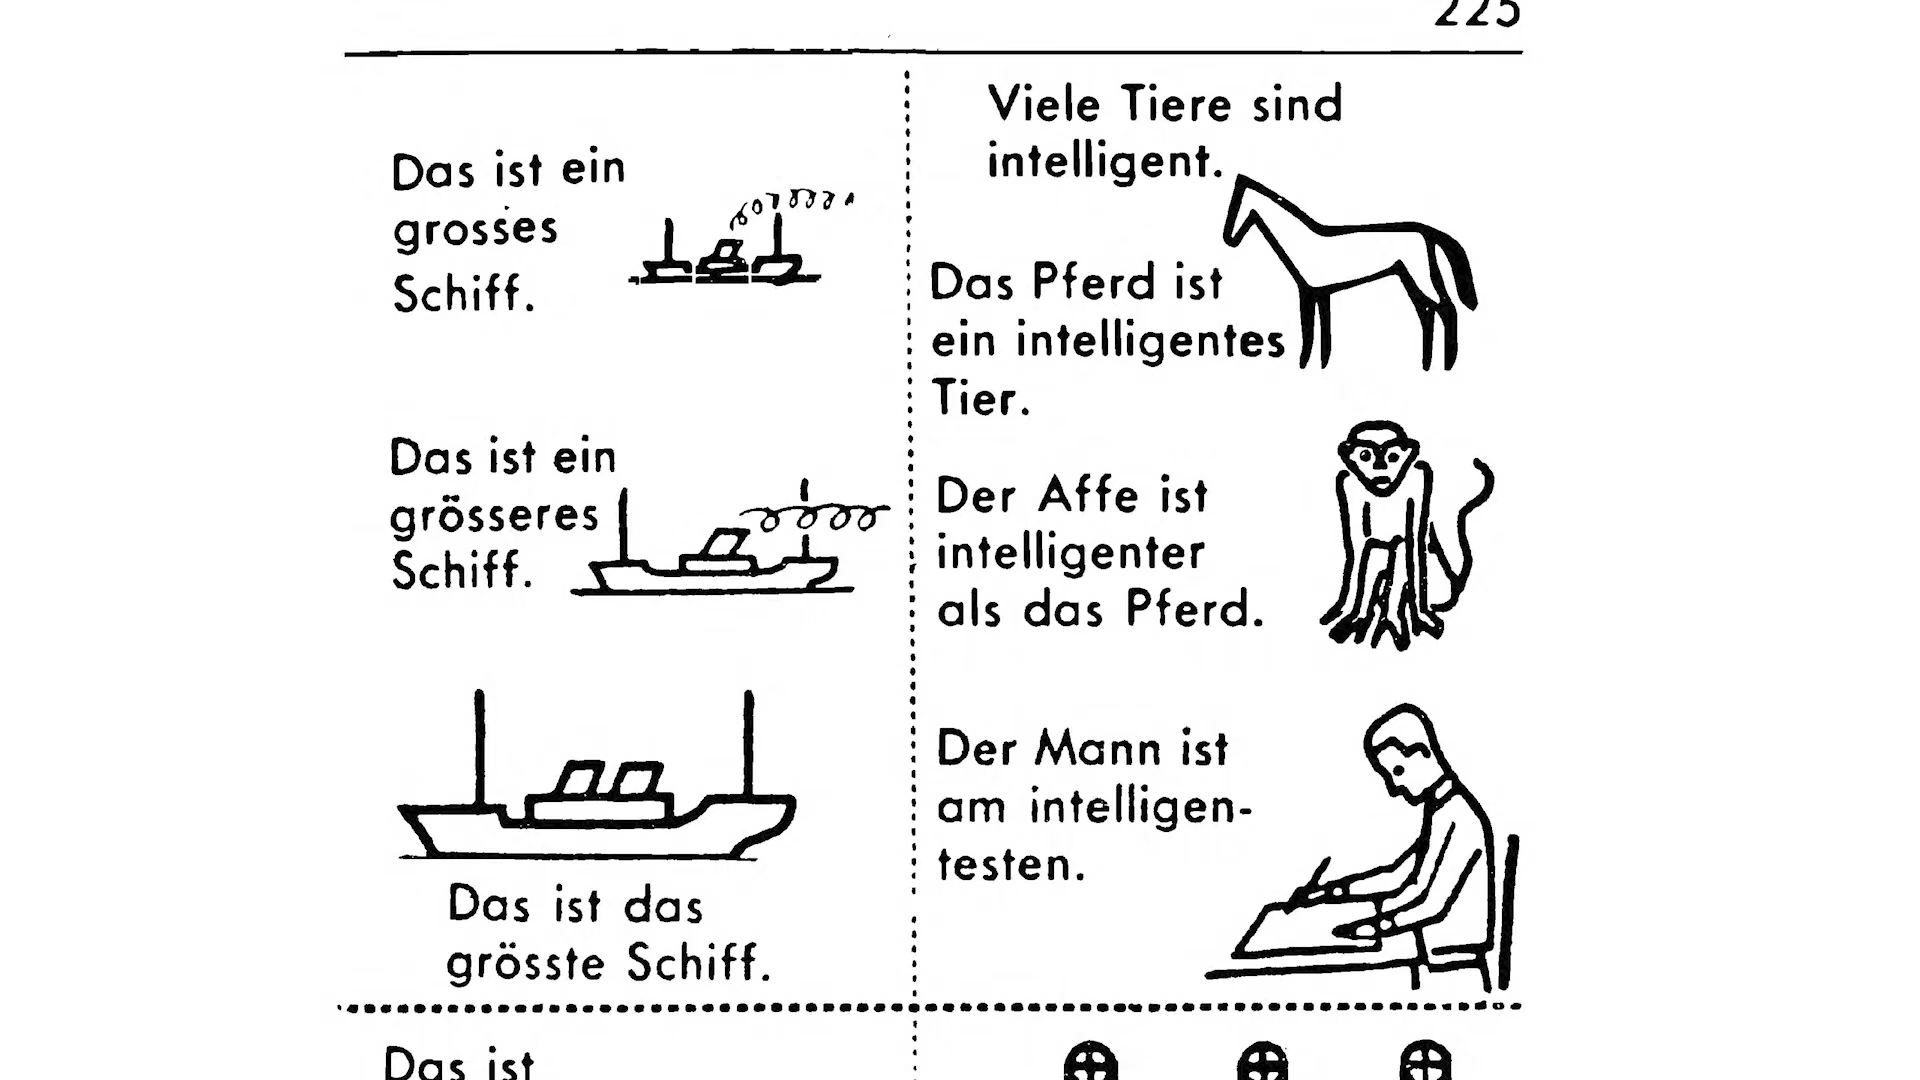 225
Das ist ein
grosses
Schiff.
Das ist ein
grösseres
Schiff.
Das ist das
grösste Schiff.
Viele Tiere sind
intelligent.
Das Pferd ist
ein intelligentes
Tier.
Der Affe ist
intelligenter
als das Pferd.
Der Mann ist
am intelligen-
testen.
Das ist